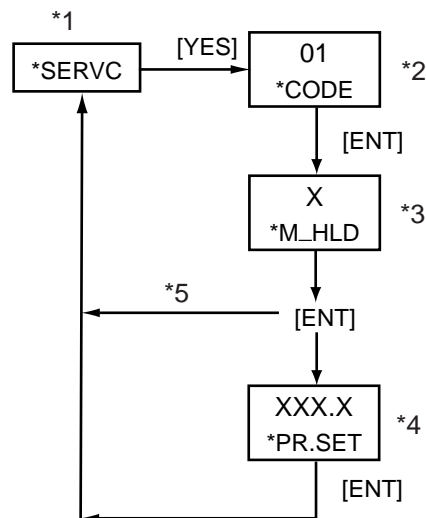 *1
*SERVC
[YES]
01
*CODE
*2
[ENT]
X
*M_HLD
*3
*5
[ENT]
XXX.X
*PR.SET
*4
[ENT]